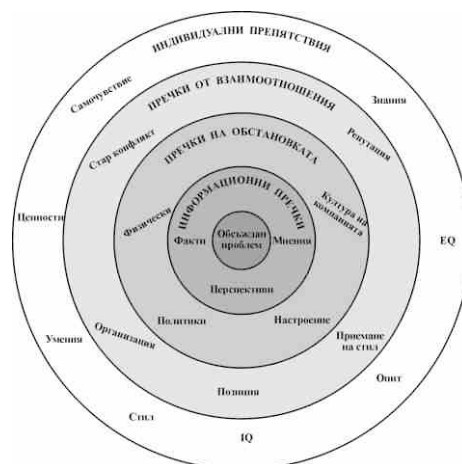 ИНДИВИДУАЛНИ ПРЕПЯТСТВИЯ
Самочувствие
Знания
ПРЕЧКИ ОТ ВЗАИМООТНОШЕНИЯ
Стар конфликт
Репутация
ПРЕЧКИ НА ОБСТАНОВКАТА
Ценности
Физически
ИНФОРМАЦИОННИ ПРЕЧКИ
Култура на
компанията
Факти
Обсъждан
проблем
Мнения
EQ
Перспективи
Политики
Настроение
Умения
Организация
Приемане
на стил
Опит
Позиция
Стил
IQ